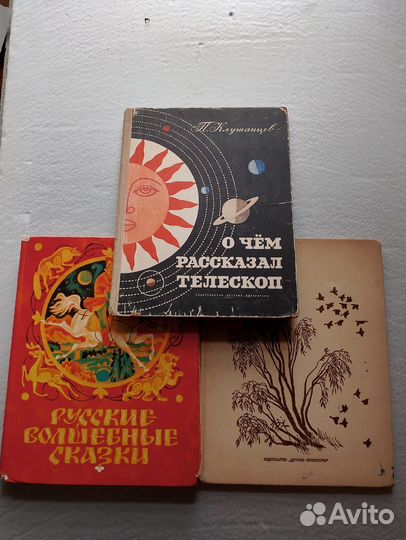 П. Клушанцев
О ЧЁМ
РАССКАЗАЛ
ТЕЛЕСКОП
ИЗДАТЕЛЬСТВО ДЕТСКАЯ ЛИТЕРАТУРА
РУССКИЕ
ВОЛШЕБНЫЕ
СКАЗКИ
ИЗДАТЕЛЬСТВО „ДЕТСКАЯ ЛИТЕРАТУРА"
Avito